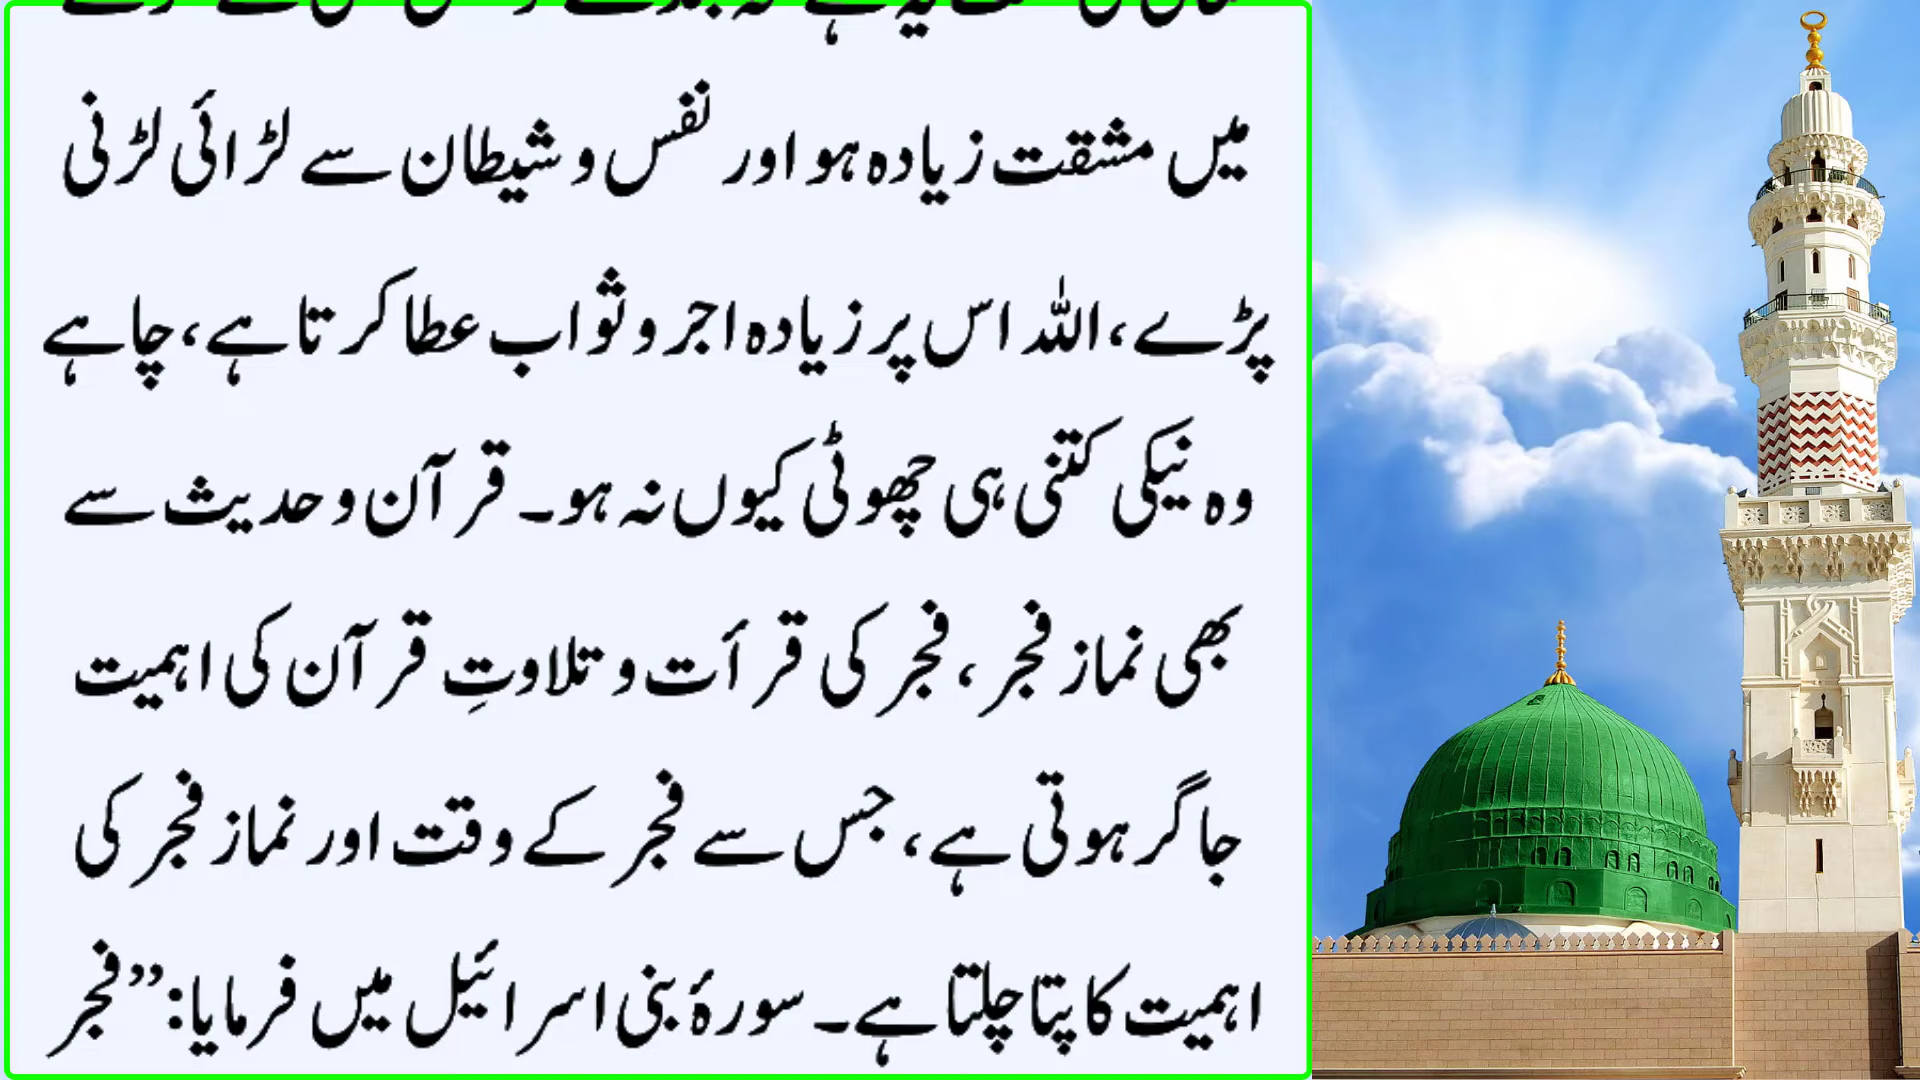 میں مشقت زیادہ ہو اور نفس و شیطان سے لڑائی لڑنی
پڑے، اللہ اس پر زیادہ اجر و ثواب عطا کرتا ہے، چاہے
وہ نیکی کتنی ہی چھوٹی کیوں نہ ہو۔ قرآن و حدیث سے
بھی نماز فجر، فجر کی قرأت و تلاوتِ قرآن کی اہمیت
جاگر ہوتی ہے، جس سے فجر کے وقت اور نماز فجر کی
اہمیت کا پتا چلتا ہے۔ سورۂ بنی اسرائیل میں فرمایا: ”فجر